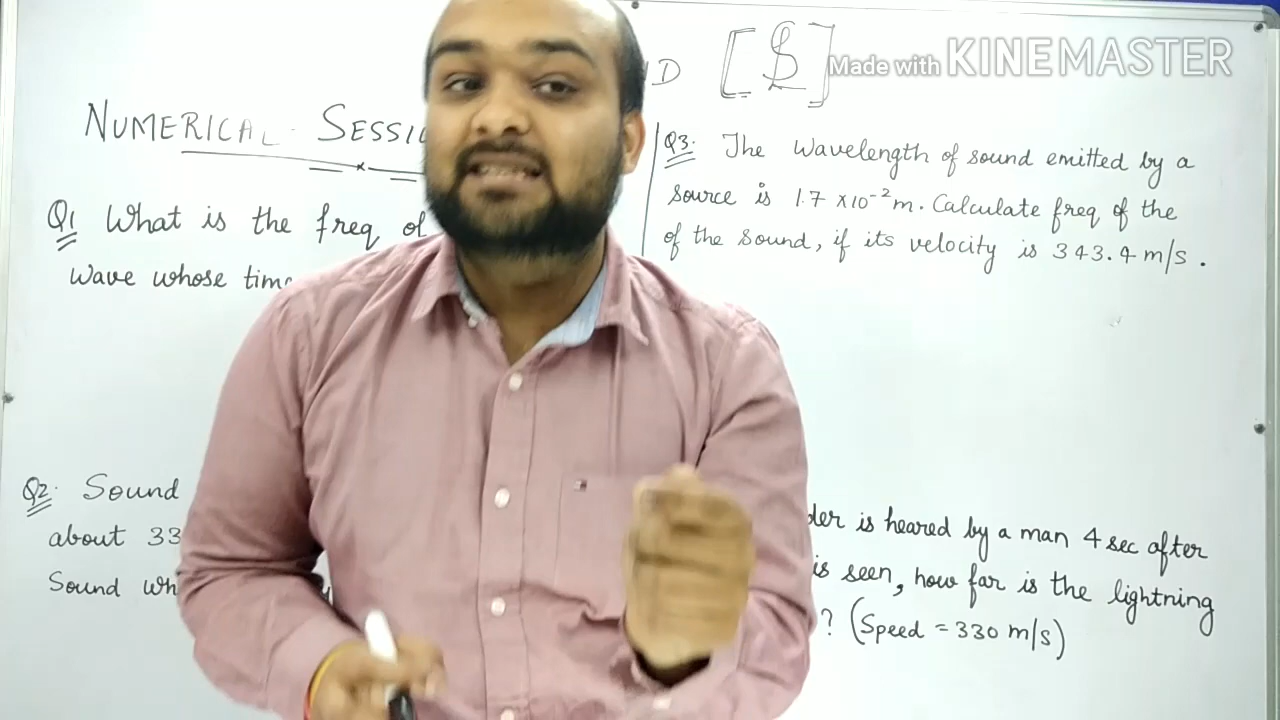 D [$]
Made with KINEMASTER
NUMERICAL SESSI
Q1 What is the freq of
Wave whose time
Q2. Sound
about 33
Sound whi
Q3. The wavelength of sound emitted by a
source is 1.7 x10⁻² m. Calculate freq of the
of the sound, if its velocity is 343.4 m/s.
der is heared by a man 4 sec after
is seen, how far is the lightning
? (Speed = 330 m/s)